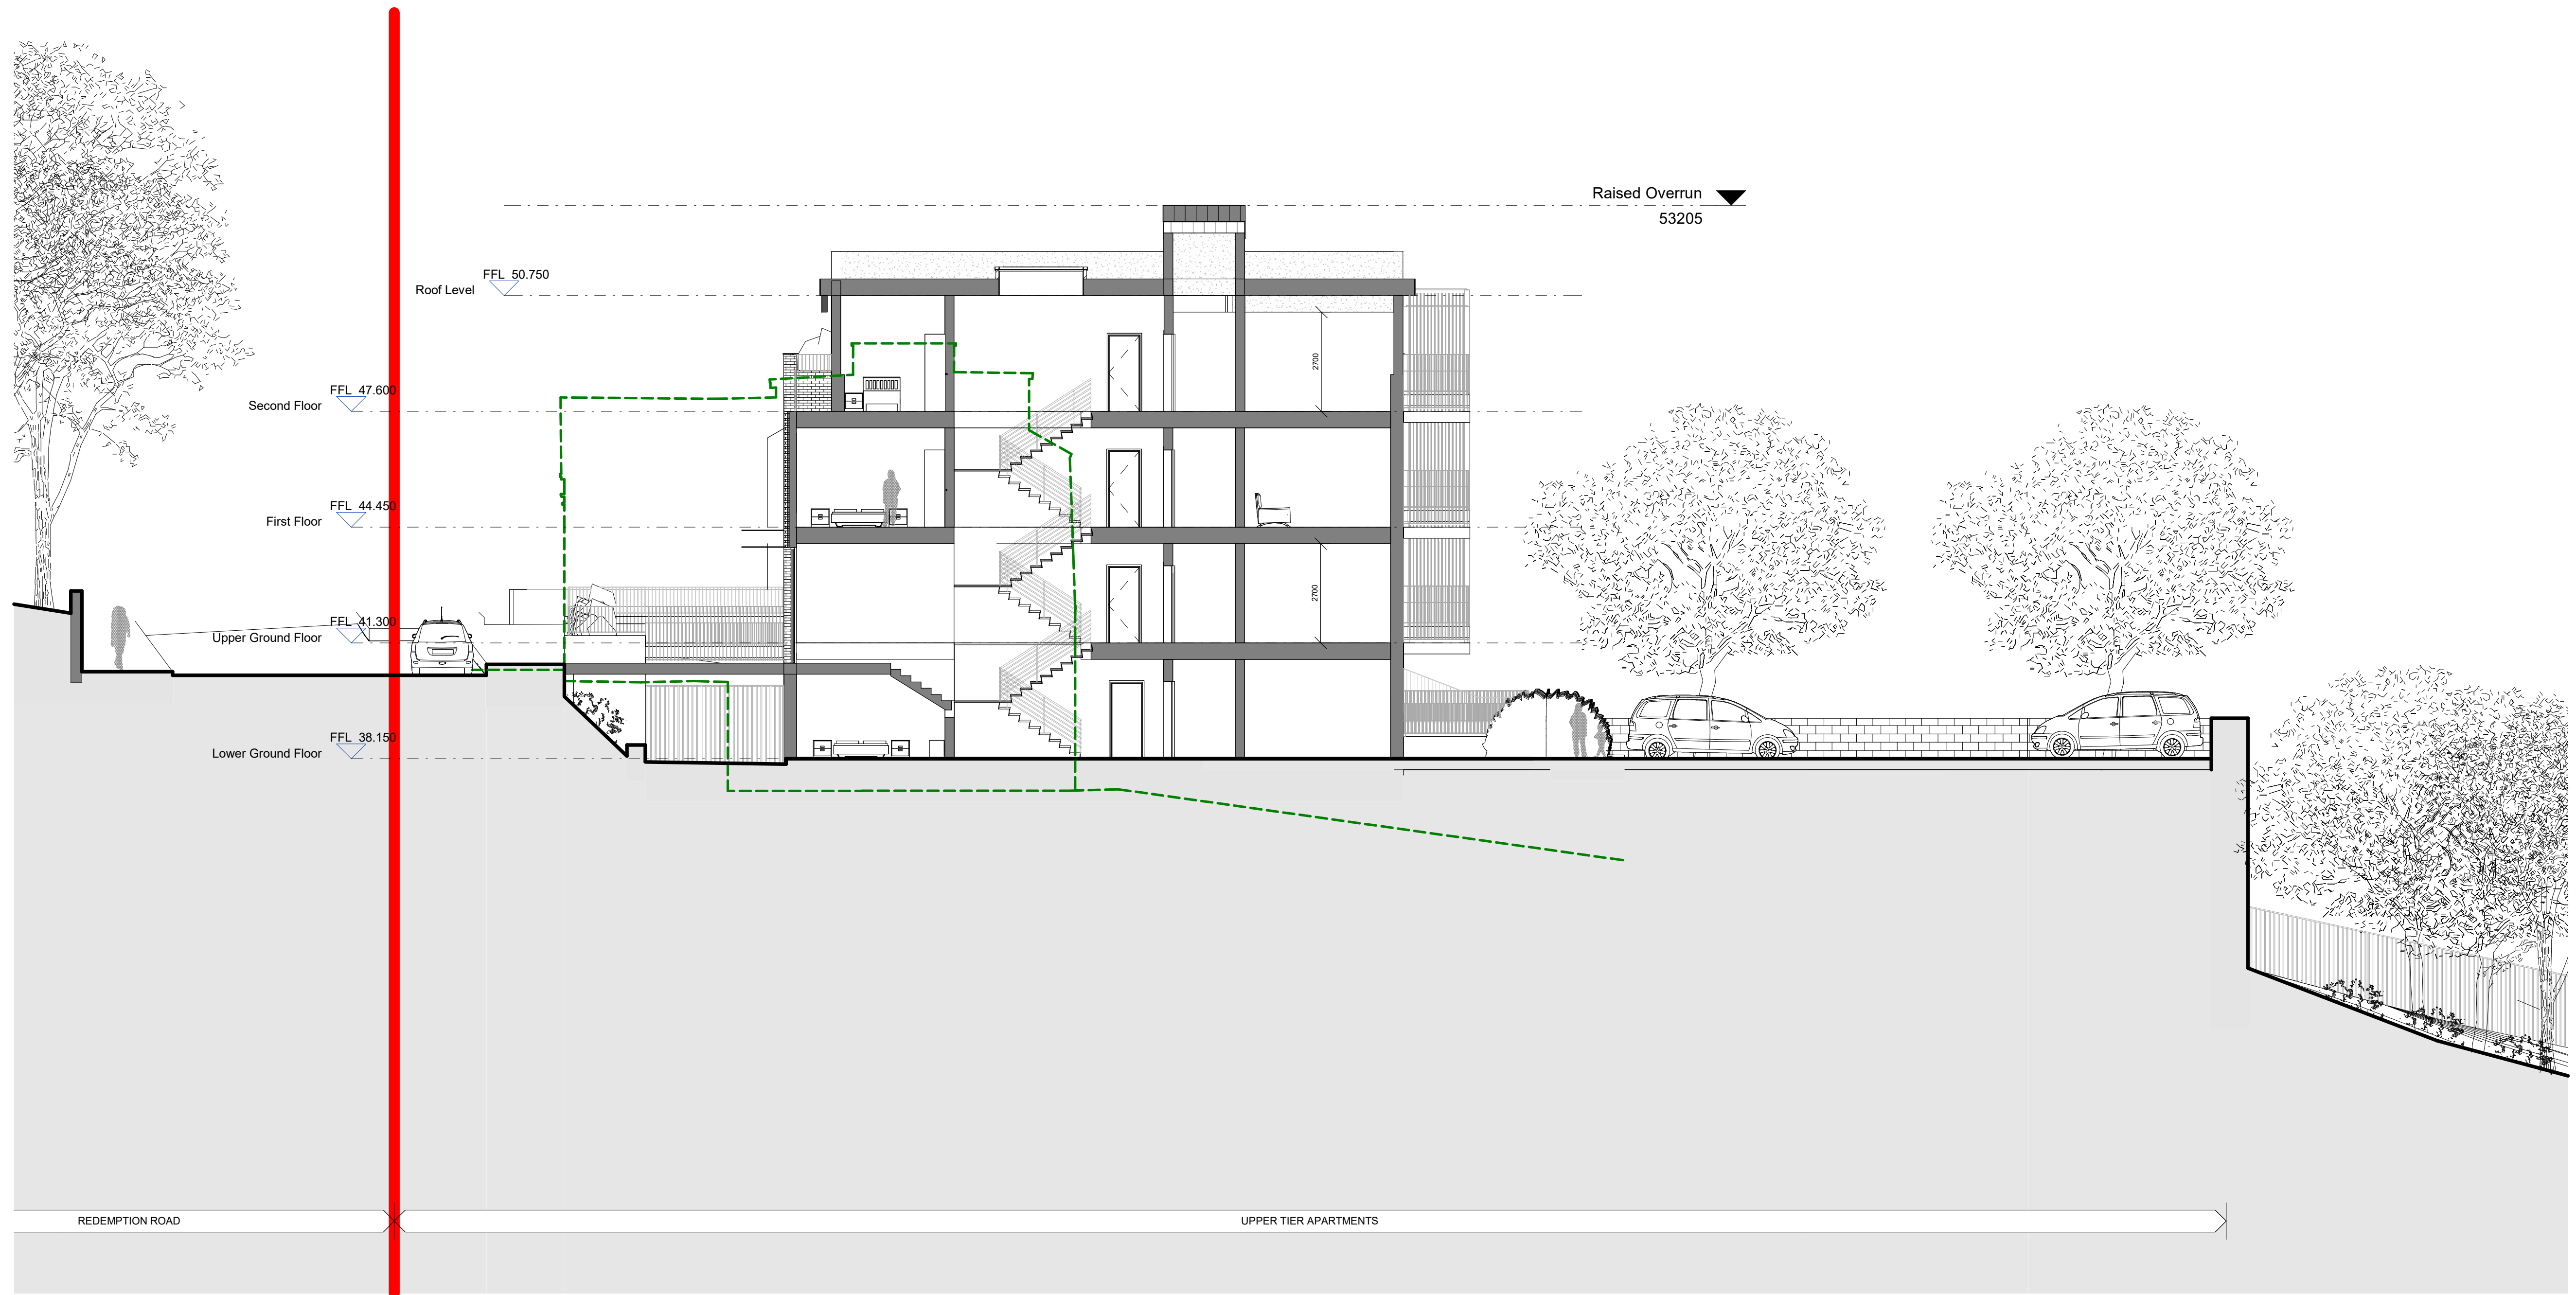 Raised Overrun
53205
FFL 50.750
Roof Level
FFL 47.600
Second Floor
2700
FFL 44.450
First Floor
2700
FFL 41.300
Upper Ground Floor
FFL 38.150
Lower Ground Floor
REDEMPTION ROAD
UPPER TIER APARTMENTS